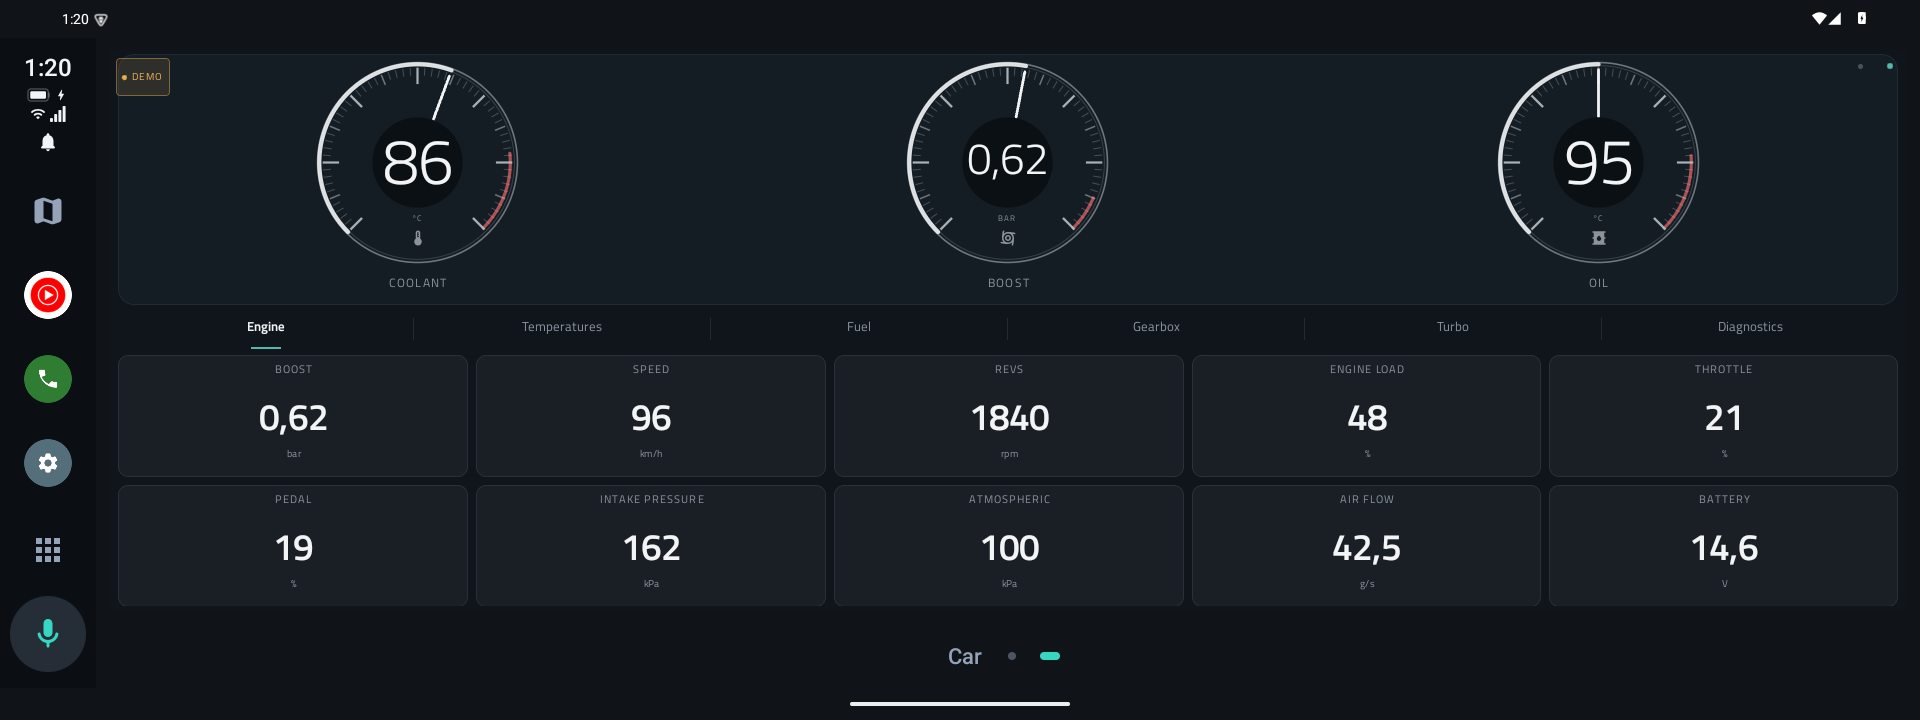 1:20
1:20
DEMO
86
°C
COOLANT
0,62
BAR
BOOST
95
°C
OIL
Engine
Temperatures
Fuel
Gearbox
Turbo
Diagnostics
BOOST
0,62
bar
SPEED
96
km/h
REVS
1840
rpm
ENGINE LOAD
48
%
THROTTLE
21
%
PEDAL
19
%
INTAKE PRESSURE
162
kPa
ATMOSPHERIC
100
kPa
AIR FLOW
42,5
g/s
BATTERY
14,6
V
Car